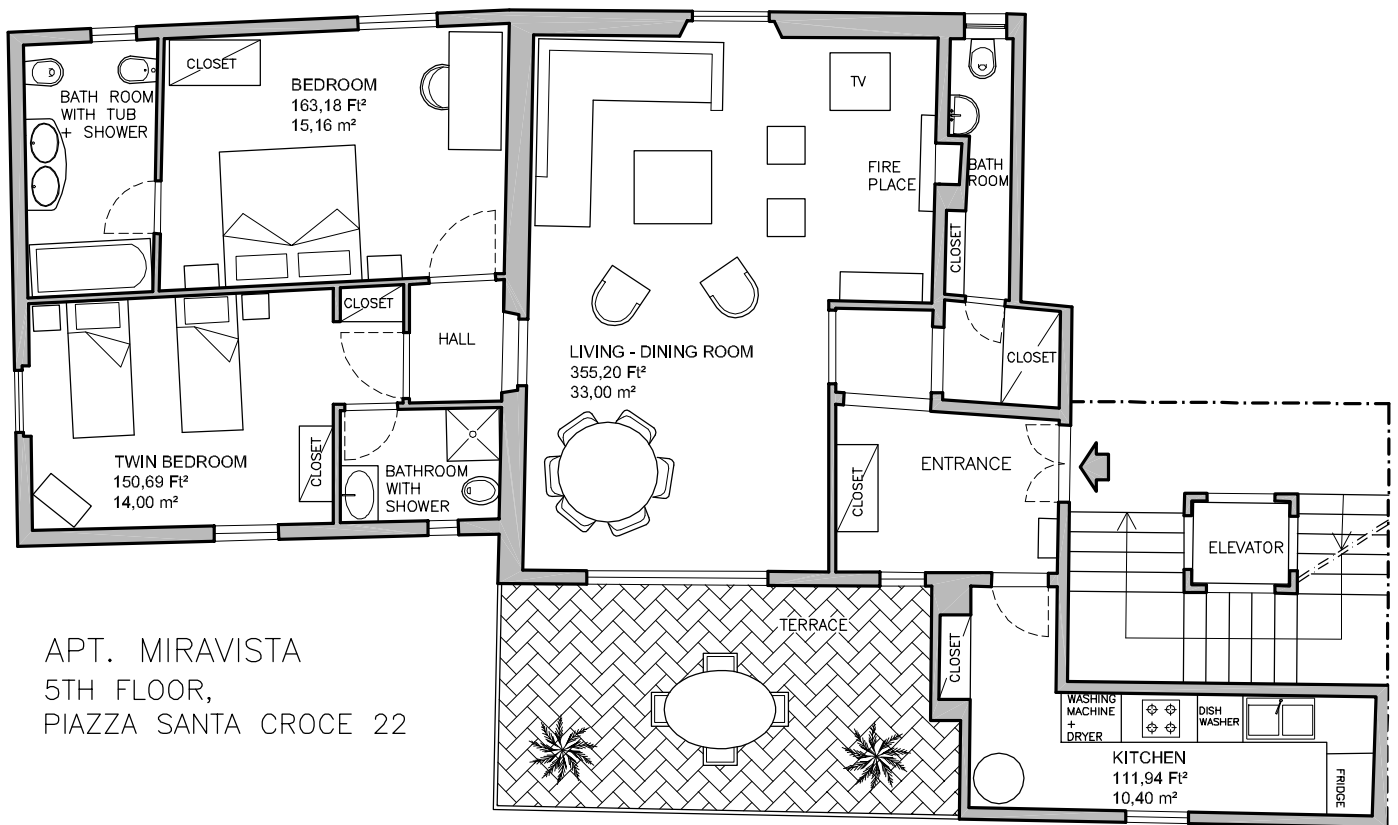 CLOSET
BEDROOM
163,18 Ft²
15,16 m²
BATH ROOM
WITH TUB
+ SHOWER
TV
FIRE
PLACE
BATH
ROOM
CLOSET
CLOSET
HALL
LIVING - DINING ROOM
355,20 Ft²
33,00 m²
CLOSET
TWIN BEDROOM
150,69 Ft²
14,00 m²
CLOSET
BATHROOM
WITH
SHOWER
CLOSET
ENTRANCE
ELEVATOR
TERRACE
CLOSET
APT. MIRAVISTA
5TH FLOOR,
PIAZZA SANTA CROCE 22
WASHING
MACHINE
+
DRYER
DISH
WASHER
KITCHEN
111,94 Ft²
10,40 m²
FRIDGE